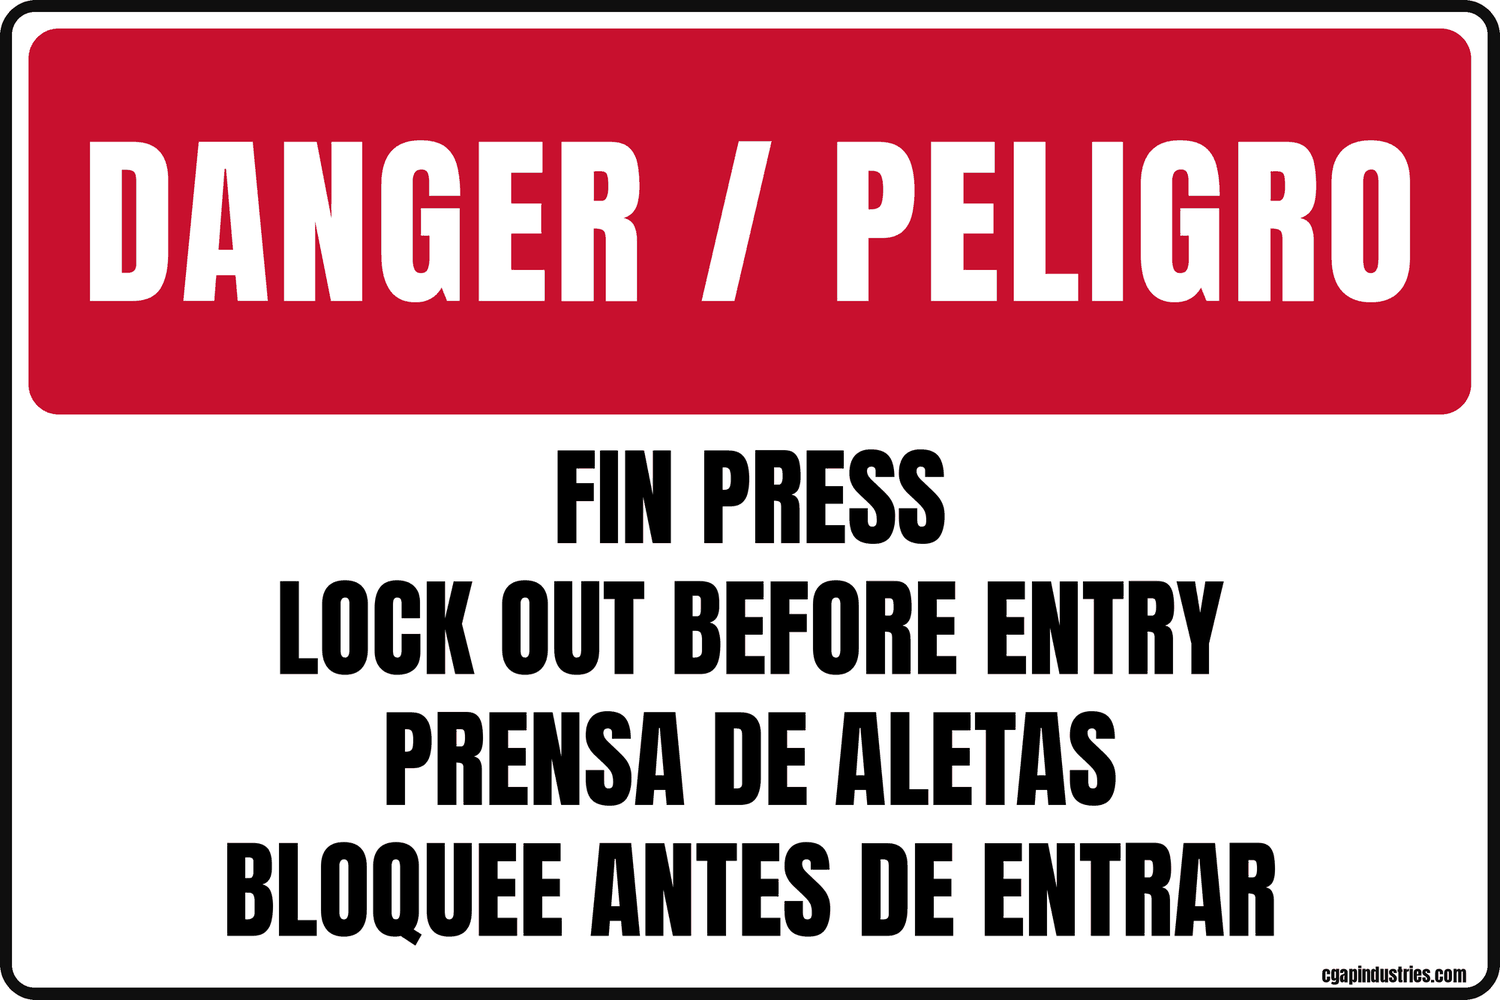 DANGER / PELIGRO
FIN PRESS
LOCK OUT BEFORE ENTRY
PRENSA DE ALETAS
BLOQUEE ANTES DE ENTRAR
cgapindustries.com